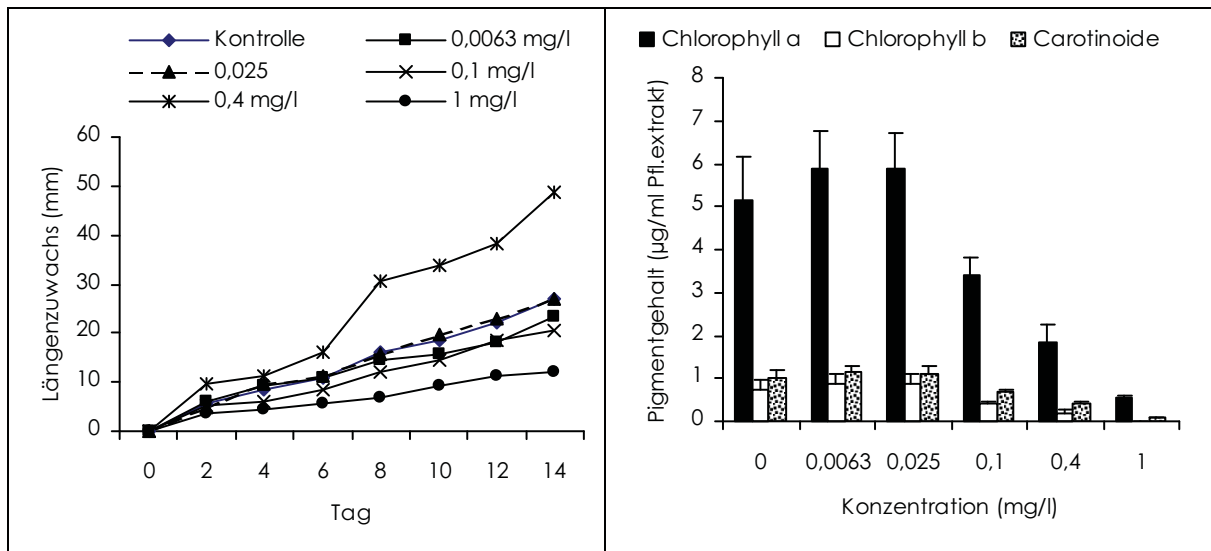 Kontrolle 0,0063 mg/l
0,025 0,1 mg/l
0,4 mg/l 1 mg/l
60
50
40
30
20
10
0
Längenzuwachs (mm)
0 2 4 6 8 10 12 14
Tag
Chlorophyll a Chlorophyll b Carotinoide
8
7
6
5
4
3
2
1
0
Pigmentgehalt (µg/ml Pfl.extrakt)
0 0,0063 0,025 0,1 0,4 1
Konzentration (mg/l)